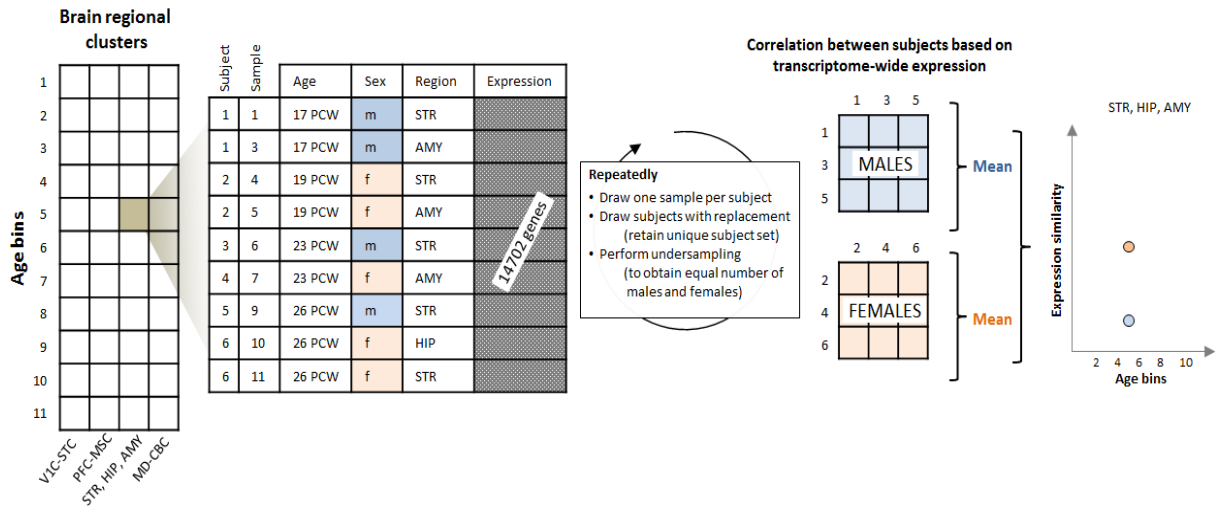 Brain regional
clusters
Age bins
1
2
3
4
5
6
7
8
9
10
11
V1C-STC
PFC-MSC
STR, HIP, AMY
MD-CBC
Subject Sample Age Sex Region Expression
1 1 17 PCW m STR
1 3 17 PCW m AMY
2 4 19 PCW f STR
2 5 19 PCW f AMY
3 6 23 PCW m STR
4 7 23 PCW f AMY
5 9 26 PCW m STR
6 10 26 PCW f HIP
6 11 26 PCW f STR
14702 genes
Repeatedly
• Draw one sample per subject
• Draw subjects with replacement
(retain unique subject set)
• Perform undersampling
(to obtain equal number of
males and females)
Correlation between subjects based on
transcriptome-wide expression
1 3 5
1
3
5
MALES
Mean
2 4 6
2
4
6
FEMALES
Mean
STR, HIP, AMY
Expression similarity
2 4 6 8 10
Age bins